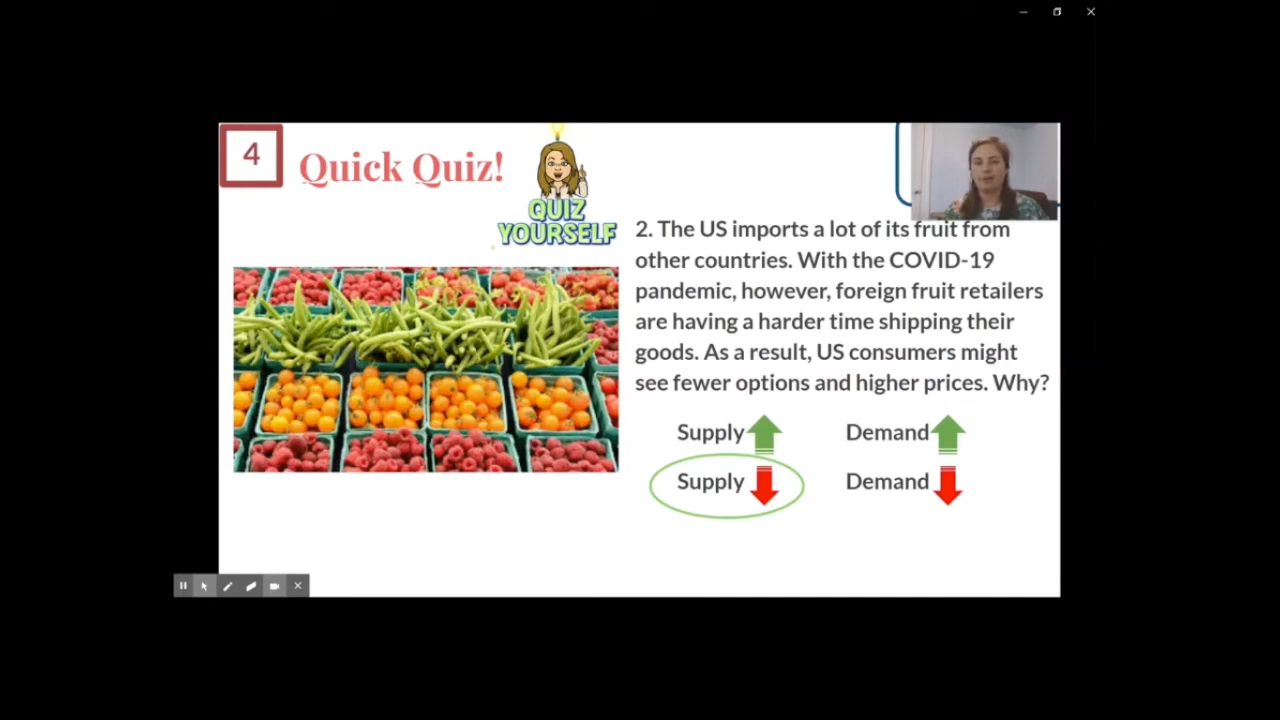 4
Quick Quiz!
QUIZ
YOURSELF
2. The US imports a lot of its fruit from
other countries. With the COVID-19
pandemic, however, foreign fruit retailers
are having a harder time shipping their
goods. As a result, US consumers might
see fewer options and higher prices. Why?
Supply Demand
Supply Demand